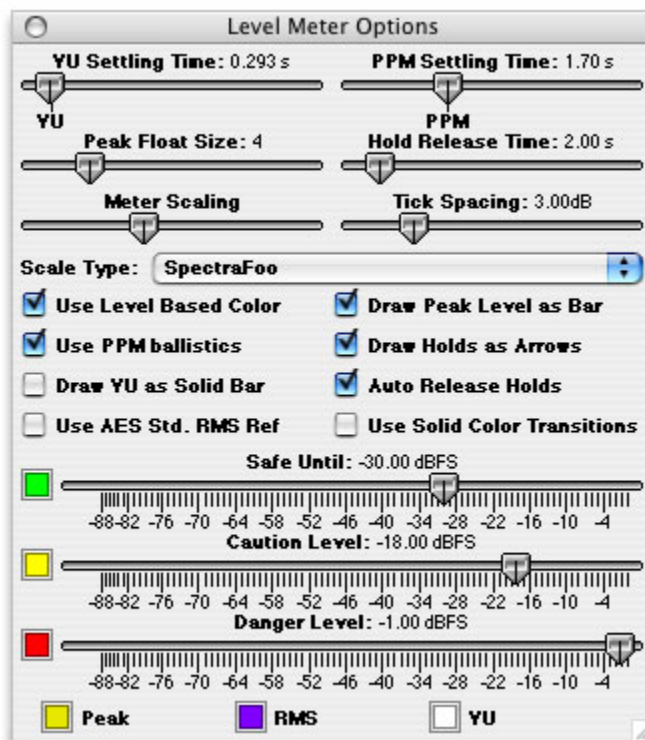 Level Meter Options
VU Settling Time: 0.293 s
PPM Settling Time: 1.70 s
VU
PPM
Peak Float Size: 4
Hold Release Time: 2.00 s
Meter Scaling
Tick Spacing: 3.00dB
Scale Type: SpectraFoo
Use Level Based Color
Draw Peak Level as Bar
Use PPM ballistics
Draw Holds as Arrows
Draw VU as Solid Bar
Auto Release Holds
Use AES Std. RMS Ref
Use Solid Color Transitions
Safe Until: -30.00 dBFS
-88 -82 -76 -70 -64 -58 -52 -46 -40 -34 -28 -22 -16 -10 -4
Caution Level: -18.00 dBFS
-88 -82 -76 -70 -64 -58 -52 -46 -40 -34 -28 -22 -16 -10 -4
Danger Level: -1.00 dBFS
-88 -82 -76 -70 -64 -58 -52 -46 -40 -34 -28 -22 -16 -10 -4
Peak
RMS
VU